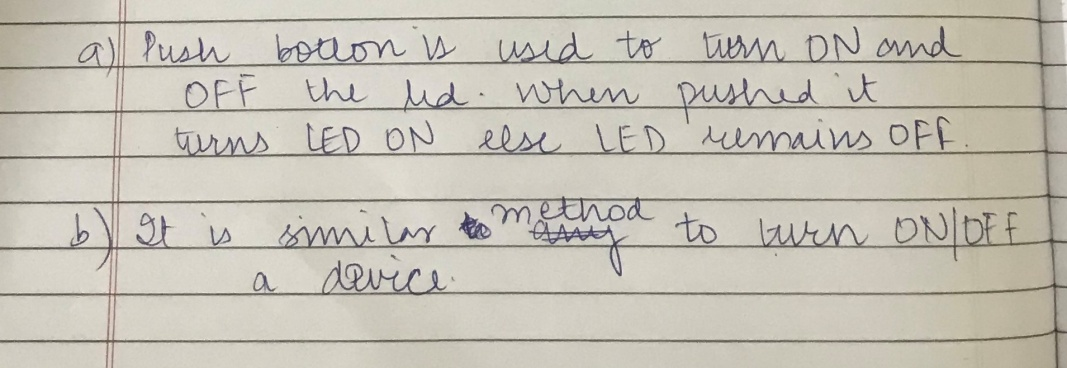 a) Push botton is used to turn ON and
OFF the led. When pushed it
turns LED ON else LED remains OFF.
b) It is similar method to turn ON/OFF
a device.